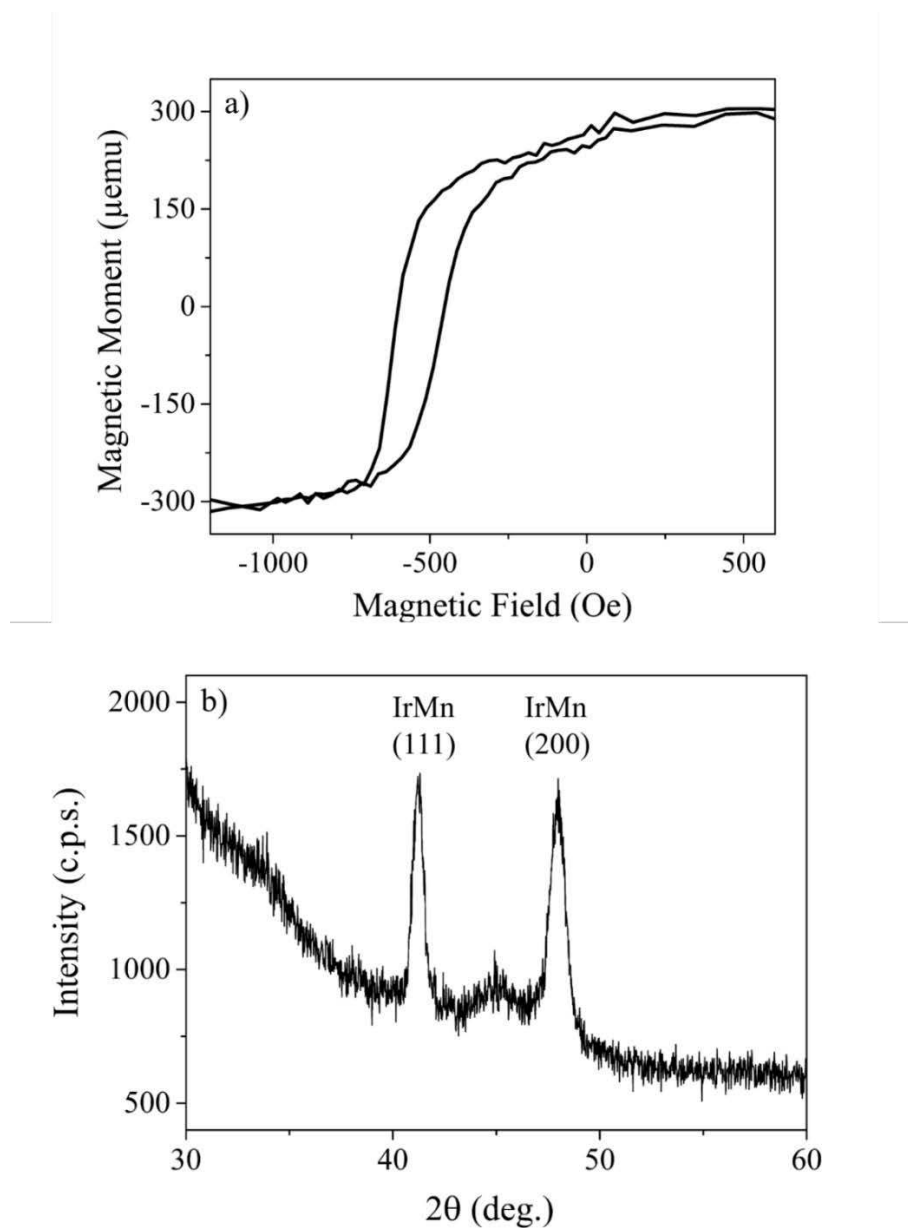 a)
300
150
0
-150
-300
Magnetic Moment (μemu)
-1000
-500
0
500
Magnetic Field (Oe)
b)
IrMn
(111)
IrMn
(200)
2000
1500
1000
500
Intensity (c.p.s.)
30
40
50
60
2θ (deg.)